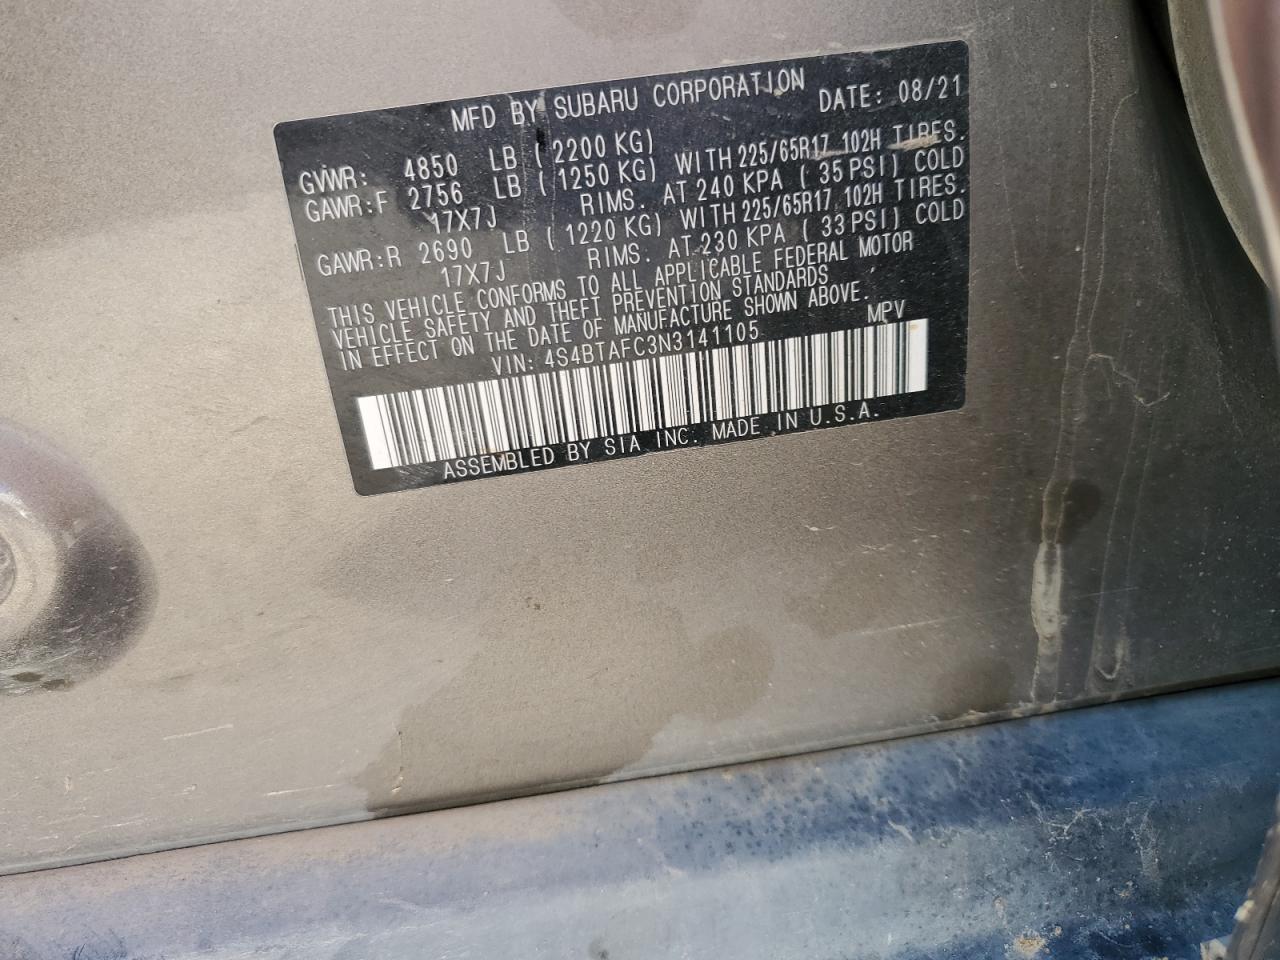 MFD BY SUBARU CORPORATION DATE: 08/21
GVWR: 4850 LB (2200 KG)
GAWR:F 2756 LB (1250 KG) WITH 225/65R17 102H TIRES.
17X7J RIMS. AT 240 KPA (35 PSI) COLD
GAWR:R 2690 LB (1220 KG) WITH 225/65R17 102H TIRES.
17X7J RIMS. AT 230 KPA (33 PSI) COLD
THIS VEHICLE CONFORMS TO ALL APPLICABLE FEDERAL MOTOR
VEHICLE SAFETY AND THEFT PREVENTION STANDARDS
IN EFFECT ON THE DATE OF MANUFACTURE SHOWN ABOVE.
VIN: 4S4BTAFC3N3141105 MPV
ASSEMBLED BY SIA INC. MADE IN U.S.A.